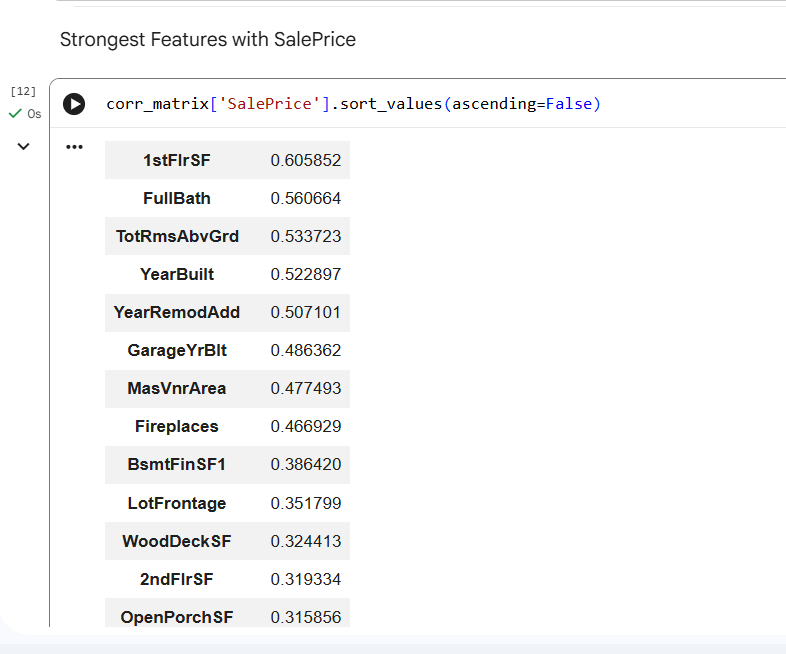 Strongest Features with SalePrice
[12]
corr_matrix['SalePrice'].sort_values(ascending=False)
0s
1stFlrSF 0.605852
FullBath 0.560664
TotRmsAbvGrd 0.533723
YearBuilt 0.522897
YearRemodAdd 0.507101
GarageYrBlt 0.486362
MasVnrArea 0.477493
Fireplaces 0.466929
BsmtFinSF1 0.386420
LotFrontage 0.351799
WoodDeckSF 0.324413
2ndFlrSF 0.319334
OpenPorchSF 0.315856